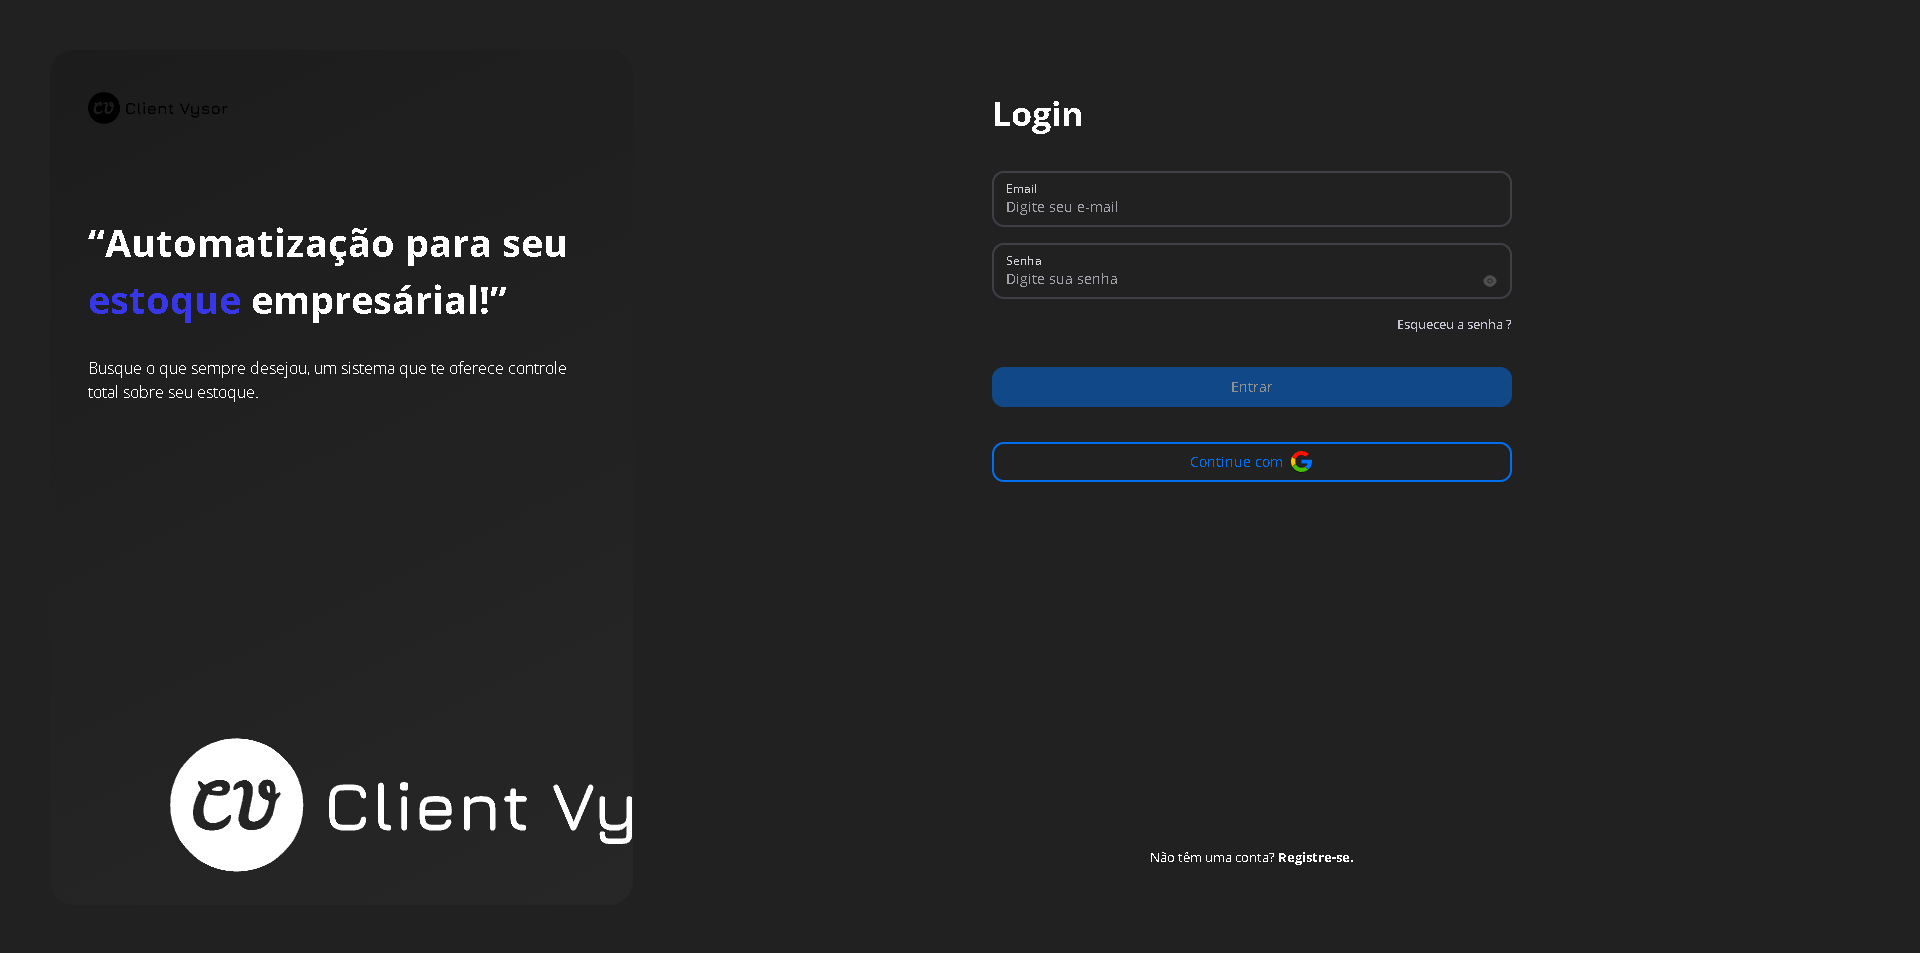 CV Client Vysor
“Automatização para seu
estoque empresárial!”
Busque o que sempre desejou, um sistema que te oferece controle
total sobre seu estoque.
CV Client Vy
Login
Email
Digite seu e-mail
Senha
Digite sua senha
Esqueceu a senha ?
Entrar
Continue com G
Não têm uma conta? Registre-se.